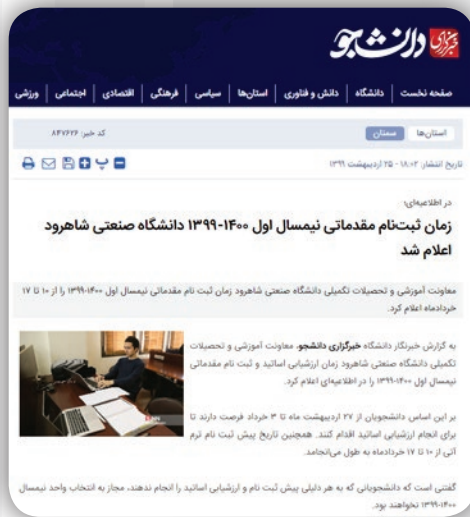 خبرگزاری دانشجو
صفحه نخست | دانشگاه | دانش و فناوری | استان‌ها | سیاسی | فرهنگی | اقتصادی | اجتماعی | ورزشی
استان‌ها سمنان
کد خبر: ۸۴۷۶۲۶
تاریخ انتشار: ۱۸:۰۲ - ۲۵ ارديبهشت ۱۳۹۹
در اطلاعیه‌ای؛
زمان ثبت‌نام مقدماتی نیمسال اول ۱۴۰۰-۱۳۹۹ دانشگاه صنعتی شاهرود
اعلام شد
معاونت آموزشی و تحصیلات تکمیلی دانشگاه صنعتی شاهرود زمان ثبت نام مقدماتی نیمسال اول ۱۴۰۰-۱۳۹۹ را از ۱۰ تا ۱۷
خردادماه اعلام کرد.
به گزارش خبرنگار دانشگاه خبرگزاری دانشجو، معاونت آموزشی و تحصیلات
تکمیلی دانشگاه صنعتی شاهرود زمان ارزشیابی اساتید و ثبت نام مقدماتی
نیمسال اول ۱۴۰۰-۱۳۹۹ را در اطلاعیه‌ای اعلام کرد.
بر این اساس دانشجویان از ۲۷ اردیبهشت ماه تا ۳ خرداد فرصت دارند تا
برای انجام ارزشیابی اساتید اقدام کنند. همچنین تاریخ پیش ثبت نام ترم
آتی از ۱۰ تا ۱۷ خردادماه به طول می‌انجامد.
گفتنی است که دانشجویانی که به هر دلیلی پیش ثبت نام و ارزشیابی اساتید را انجام ندهند، مجاز به انتخاب واحد نیمسال
۱۴۰۰-۱۳۹۹ نخواهند بود.